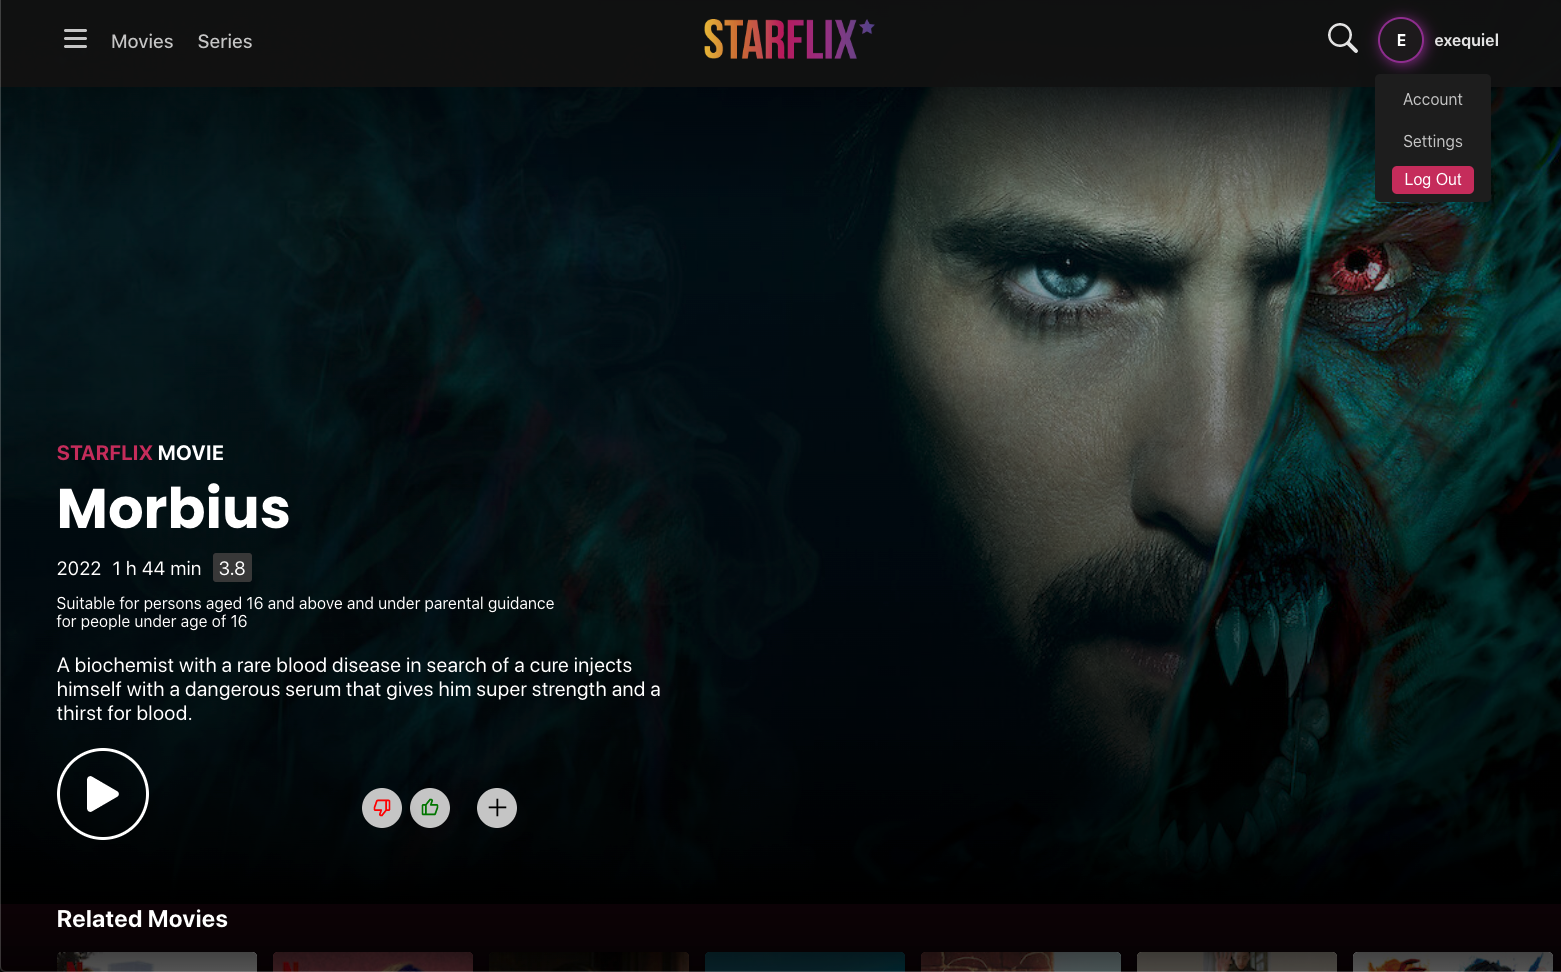 Movies Series STARFLIX E exequiel
Account
Settings
Log Out
STARFLIX MOVIE
Morbius
2022 1 h 44 min 3.8
Suitable for persons aged 16 and above and under parental guidance
for people under age of 16
A biochemist with a rare blood disease in search of a cure injects
himself with a dangerous serum that gives him super strength and a
thirst for blood.
Related Movies